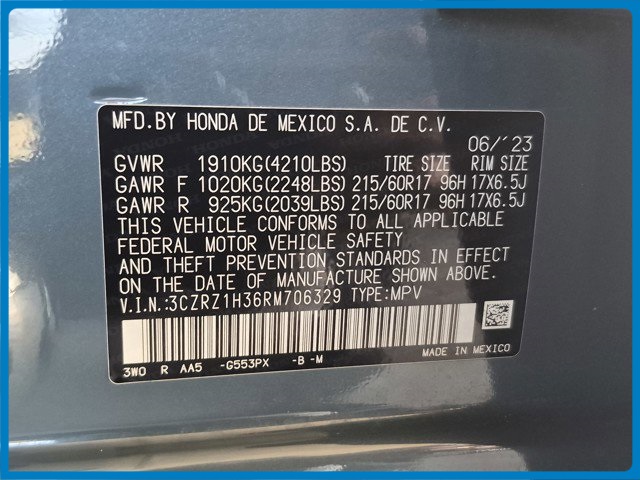 MFD.BY HONDA DE MEXICO S.A. DE C.V.
06/'23
GVWR 1910KG(4210LBS) TIRE SIZE RIM SIZE
GAWR F 1020KG(2248LBS) 215/60R17 96H 17X6.5J
GAWR R 925KG(2039LBS) 215/60R17 96H 17X6.5J
THIS VEHICLE CONFORMS TO ALL APPLICABLE
FEDERAL MOTOR VEHICLE SAFETY
AND THEFT PREVENTION STANDARDS IN EFFECT
ON THE DATE OF MANUFACTURE SHOWN ABOVE.
V.I.N.:3CZRZ1H36RM706329 TYPE:MPV
3WO R AA5 -G553PX -B -M
MADE IN MEXICO